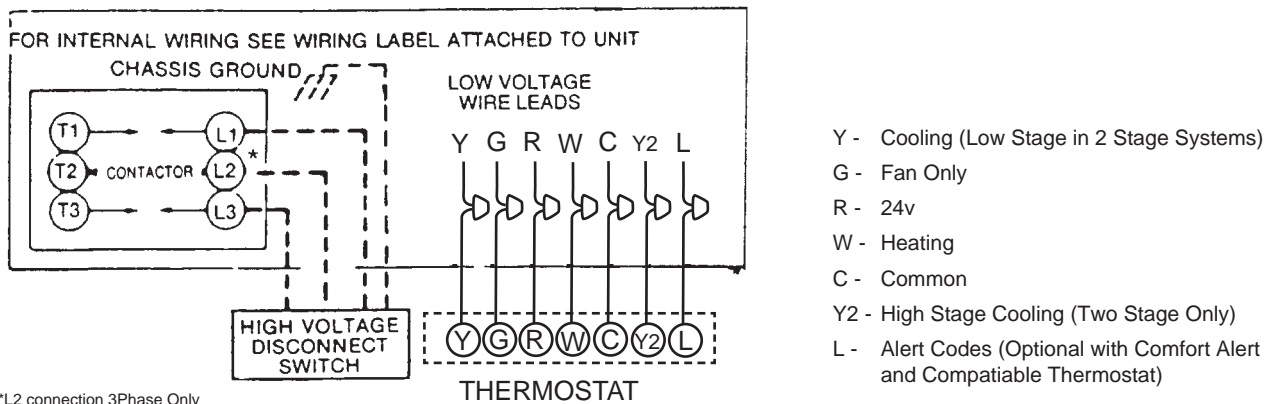 FOR INTERNAL WIRING SEE WIRING LABEL ATTACHED TO UNIT
CHASSIS GROUND
LOW VOLTAGE
WIRE LEADS
T1 L1
T2 CONTACTOR L2 *
T3 L3
Y G R W C Y2 L
HIGH VOLTAGE
DISCONNECT
SWITCH
Y G R W C Y2 L
THERMOSTAT
*L2 connection 3Phase Only
Y - Cooling (Low Stage in 2 Stage Systems)
G - Fan Only
R - 24v
W - Heating
C - Common
Y2 - High Stage Cooling (Two Stage Only)
L - Alert Codes (Optional with Comfort Alert
and Compatiable Thermostat)